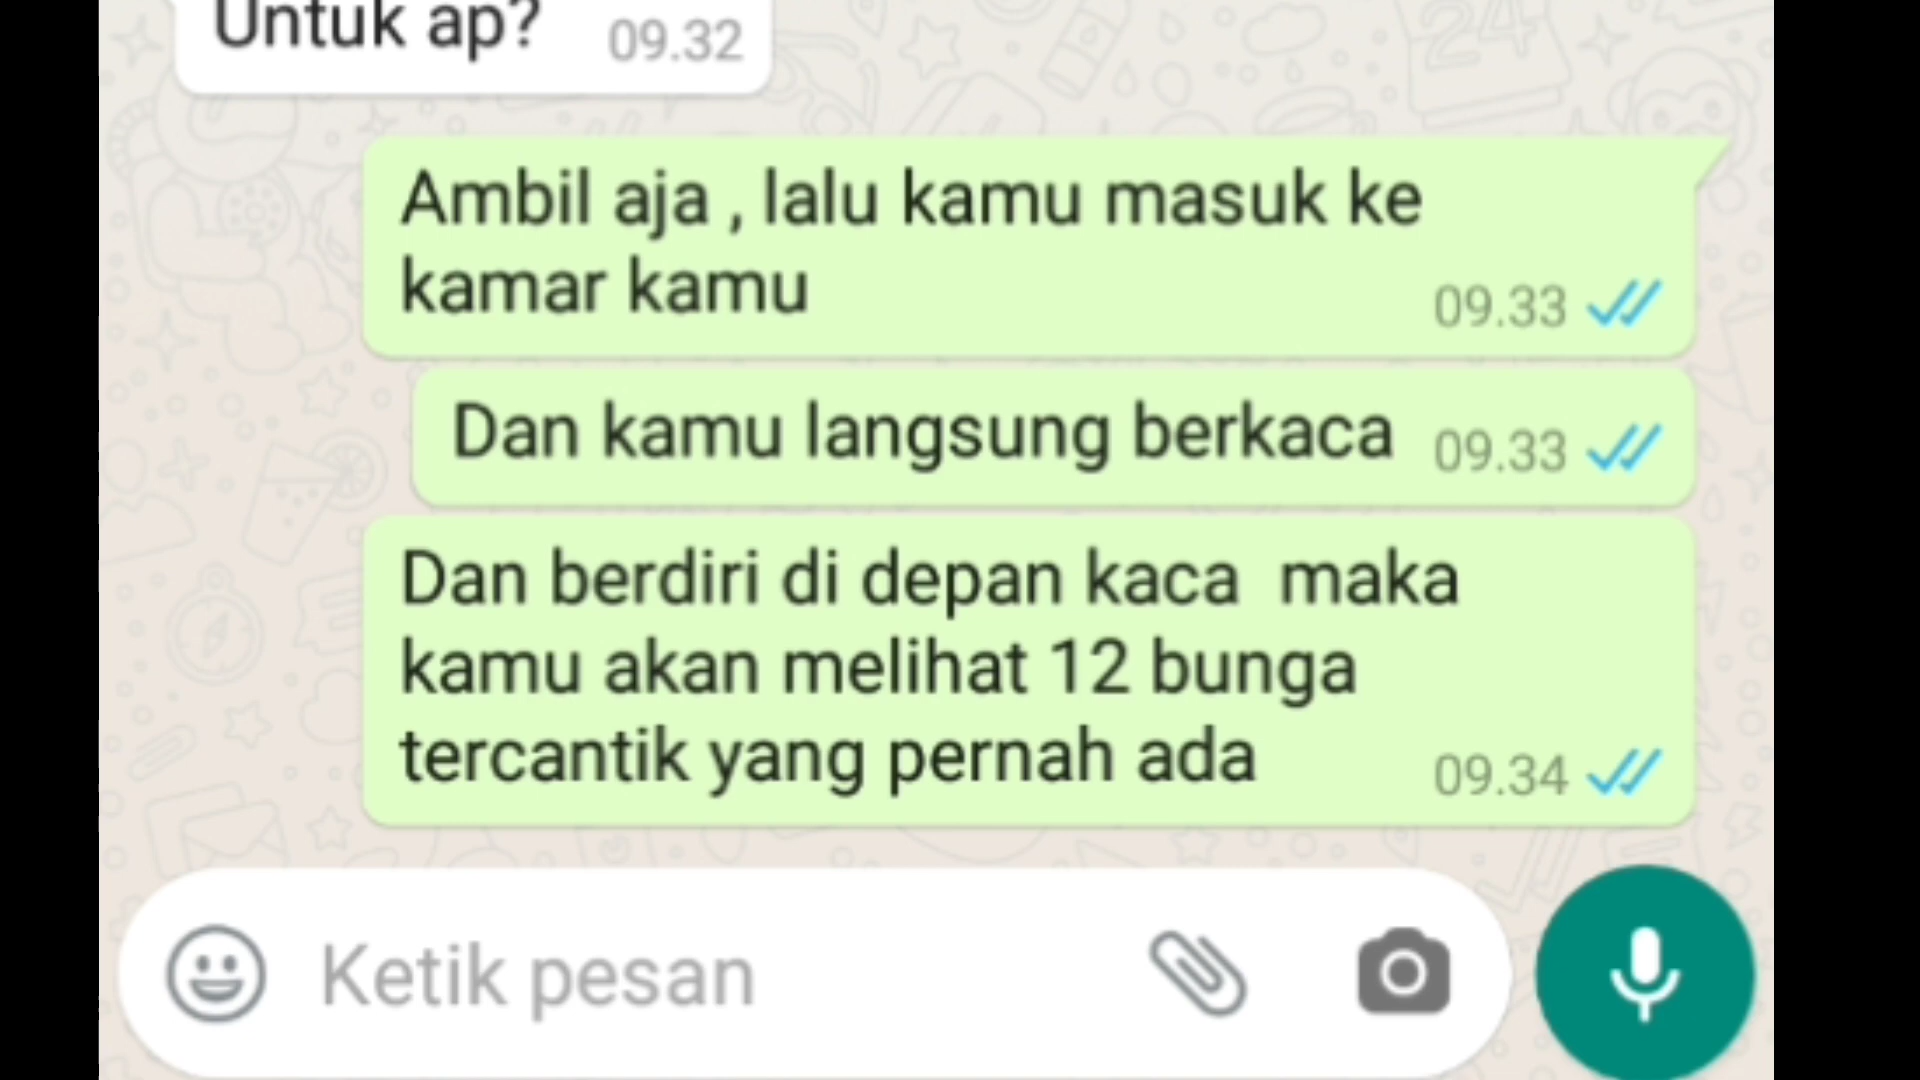 Untuk ap? 09.32
Ambil aja , lalu kamu masuk ke
kamar kamu 09.33
Dan kamu langsung berkaca 09.33
Dan berdiri di depan kaca  maka
kamu akan melihat 12 bunga
tercantik yang pernah ada 09.34
Ketik pesan